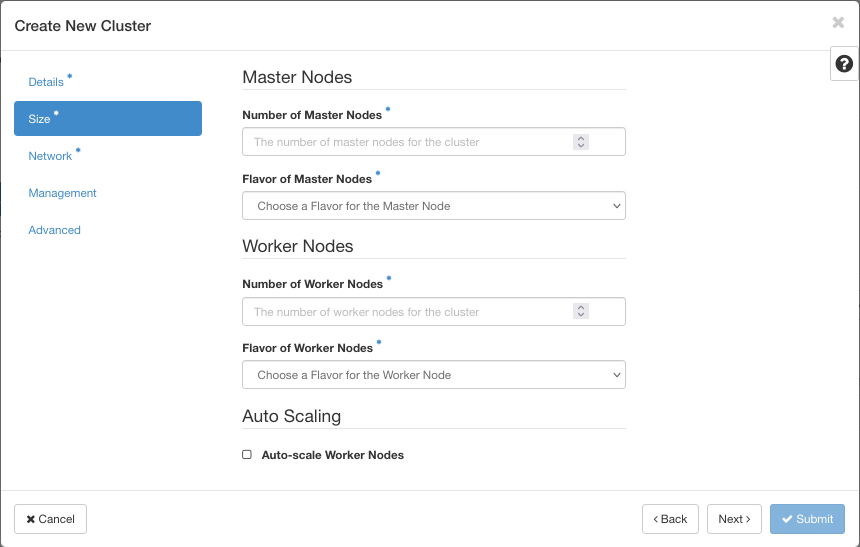 Create New Cluster
Details *
Size *
Network *
Management
Advanced
Master Nodes
Number of Master Nodes *
The number of master nodes for the cluster
Flavor of Master Nodes *
Choose a Flavor for the Master Node
Worker Nodes
Number of Worker Nodes *
The number of worker nodes for the cluster
Flavor of Worker Nodes *
Choose a Flavor for the Worker Node
Auto Scaling
Auto-scale Worker Nodes
Cancel
Back
Next
Submit